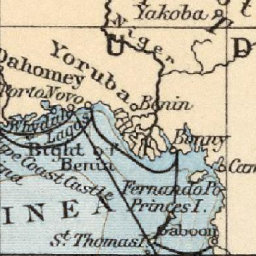 Yakoba
Niger
U
D
Dahomey
Yoruba
Porto Novo
Benin
Whydah
Lagos
Bonny
Bight of
Benin
Cape Coast Castle
Cam
Fernando Po
Princes I.
INEA
St. Thomas I.
Gaboon